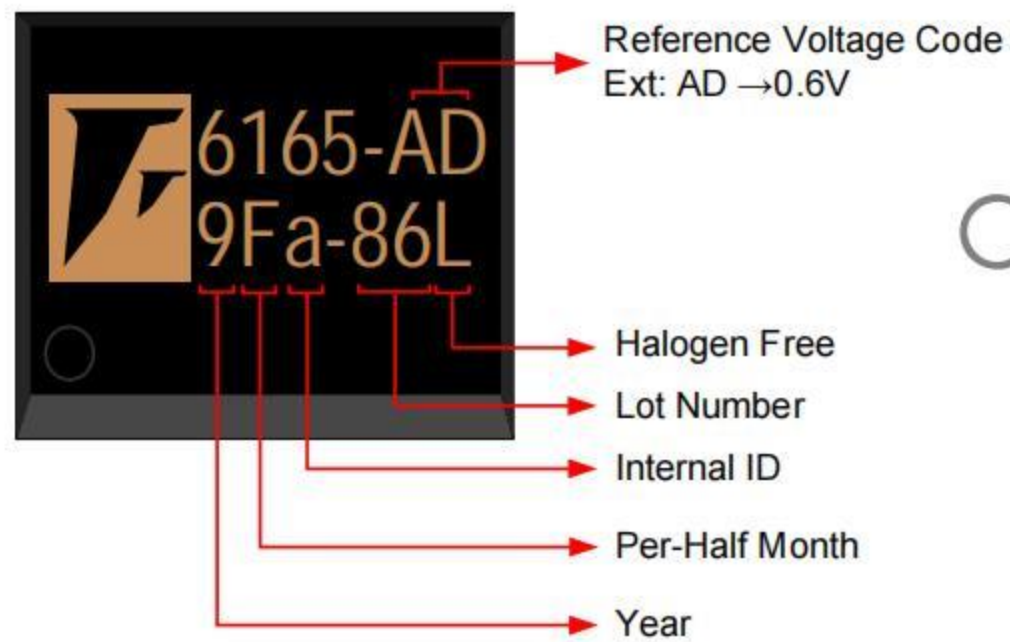 Reference Voltage Code
Ext: AD →0.6V
6165-AD
9Fa-86L
Halogen Free
Lot Number
Internal ID
Per-Half Month
Year